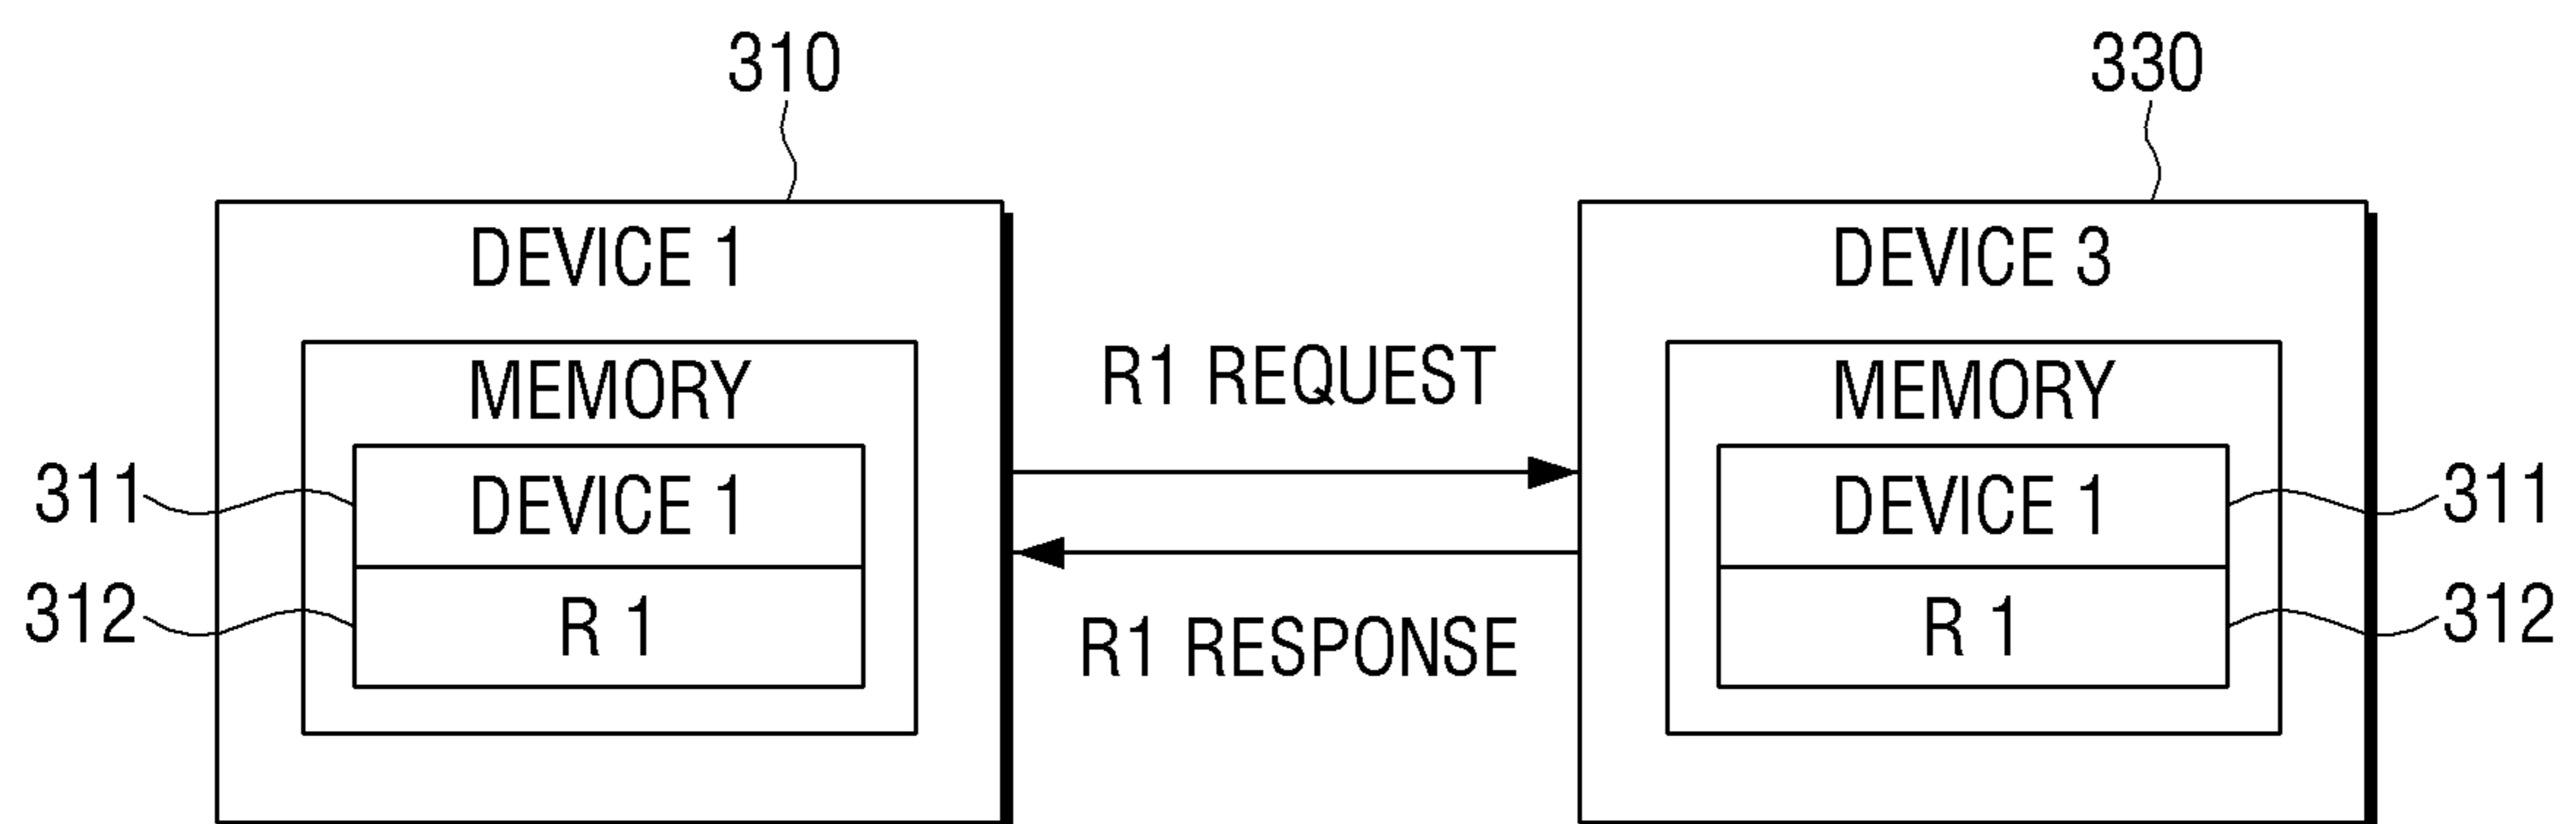 310
330
DEVICE 1
DEVICE 3
MEMORY
R1 REQUEST
MEMORY
311
DEVICE 1
DEVICE 1
311
312
R 1
R1 RESPONSE
R 1
312